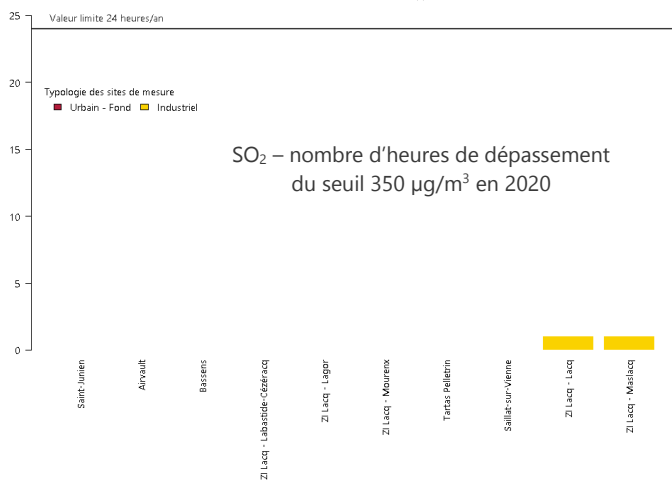 25
Valeur limite 24 heures/an
20
Typologie des sites de mesure
Urbain - Fond Industriel
15
SO₂ – nombre d'heures de dépassement
du seuil 350 µg/m³ en 2020
10
5
0
Saint-Junien
Airvault
Bassens
ZI Lacq - Labastide-Cézéracq
ZI Lacq - Lagor
ZI Lacq - Mourenx
Tartas Pelletrin
Saillat-sur-Vienne
ZI Lacq - Lacq
ZI Lacq - Maslacq